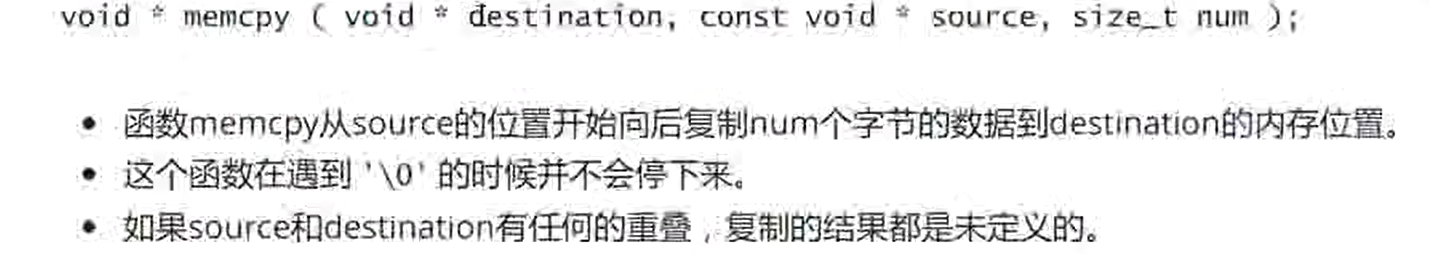 void * memcpy ( void * destination, const void * source, size_t num );
• 函数memcpy从source的位置开始向后复制num个字节的数据到destination的内存位置。
• 这个函数在遇到 '\0' 的时候并不会停下来。
• 如果source和destination有任何的重叠，复制的结果都是未定义的。